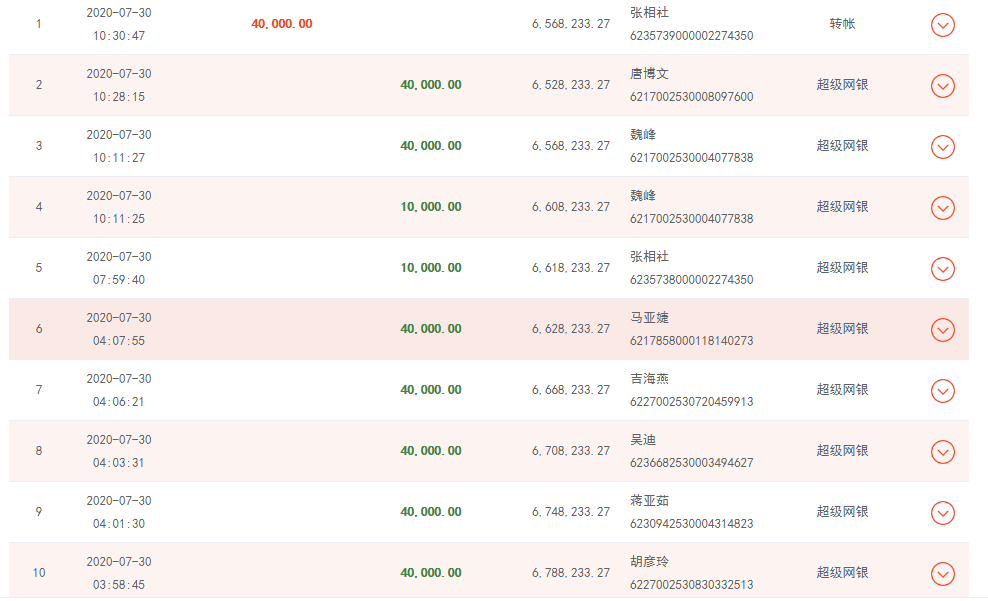 1 2020-07-30 10:30:47 40,000.00 6,568,233.27 张相社 6235739000002274350 转帐
2 2020-07-30 10:28:15 40,000.00 6,528,233.27 唐博文 6217002530008097600 超级网银
3 2020-07-30 10:11:27 40,000.00 6,568,233.27 魏峰 6217002530004077838 超级网银
4 2020-07-30 10:11:25 10,000.00 6,608,233.27 魏峰 6217002530004077838 超级网银
5 2020-07-30 07:59:40 10,000.00 6,618,233.27 张相社 6235738000002274350 超级网银
6 2020-07-30 04:07:55 40,000.00 6,628,233.27 马亚婕 6217858000118140273 超级网银
7 2020-07-30 04:06:21 40,000.00 6,668,233.27 吉海燕 6227002530720459913 超级网银
8 2020-07-30 04:03:31 40,000.00 6,708,233.27 吴迪 6236682530003494627 超级网银
9 2020-07-30 04:01:30 40,000.00 6,748,233.27 蒋亚茹 6230942530004314823 超级网银
10 2020-07-30 03:58:45 40,000.00 6,788,233.27 胡彦玲 6227002530830332513 超级网银